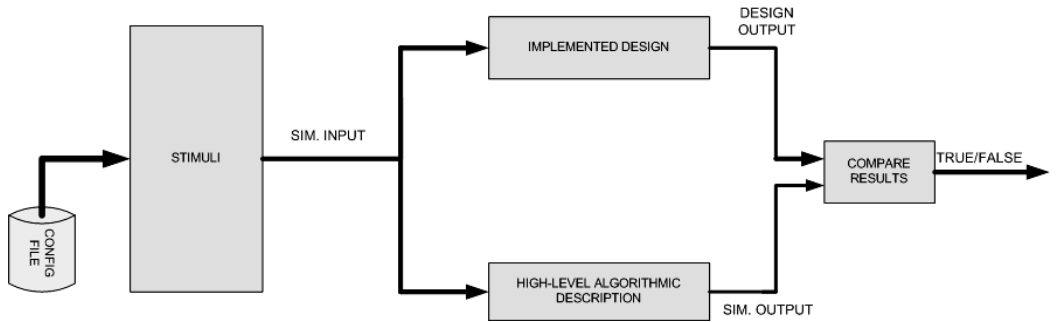 CONFIG
FILE
STIMULI
SIM. INPUT
IMPLEMENTED DESIGN
DESIGN
OUTPUT
HIGH-LEVEL ALGORITHMIC
DESCRIPTION
SIM. OUTPUT
COMPARE
RESULTS
TRUE/FALSE